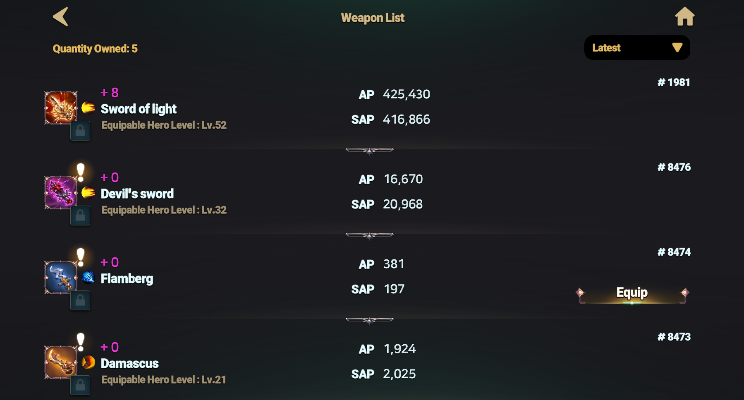 Weapon List
Quantity Owned: 5
Latest
# 1981
+ 8
Sword of light
Equipable Hero Level : Lv.52
AP 425,430
SAP 416,866
# 8476
+ 0
Devil's sword
Equipable Hero Level : Lv.32
AP 16,670
SAP 20,968
# 8474
+ 0
Flamberg
AP 381
SAP 197
Equip
# 8473
+ 0
Damascus
Equipable Hero Level : Lv.21
AP 1,924
SAP 2,025